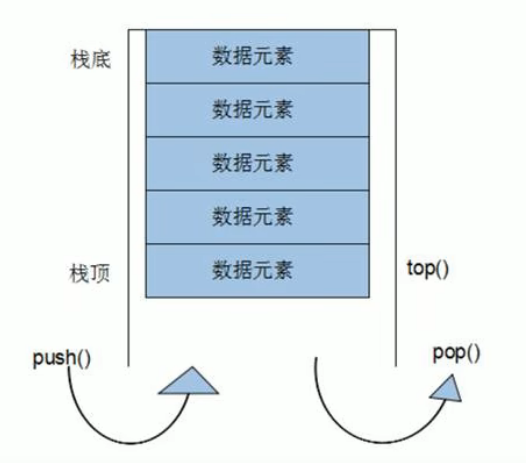 栈底
数据元素
数据元素
数据元素
数据元素
栈顶
数据元素
top()
push()
pop()